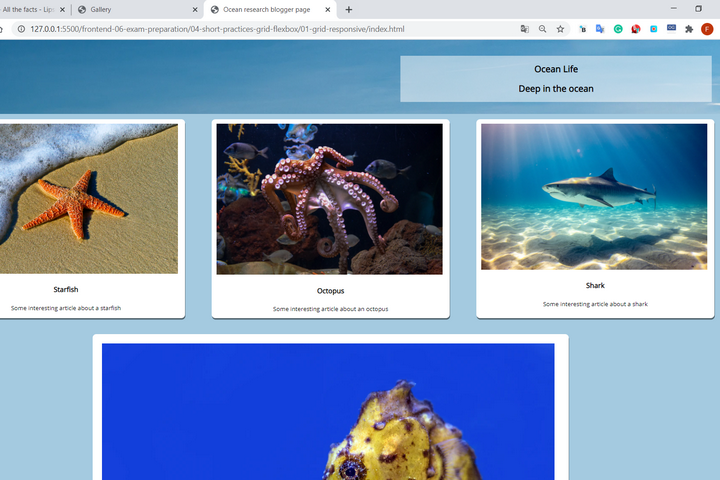 All the facts - Lip
Gallery
Ocean research blogger page
127.0.0.1:5500/frontend-06-exam-preparation/04-short-practices-grid-flexbox/01-grid-responsive/index.html
F
Ocean Life
Deep in the ocean
Starfish
Octopus
Shark
Some interesting article about a starfish
Some interesting article about an octopus
Some interesting article about a shark